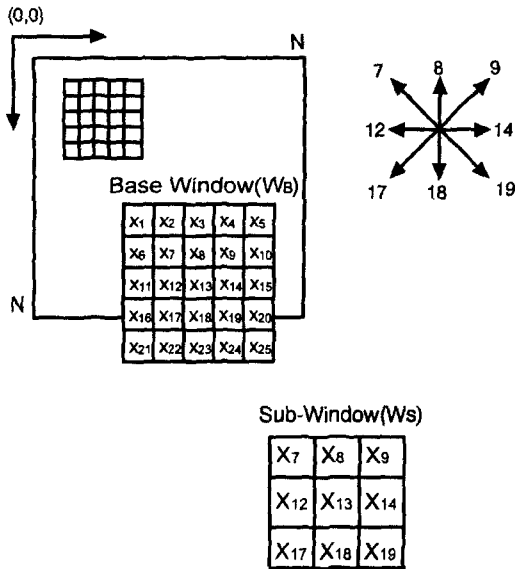 (0,0)
N
7 8 9
12 14
17 18 19
Base Window(W_B)
X₁ X₂ X₃ X₄ X₅
X₆ X₇ X₈ X₉ X₁₀
X₁₁ X₁₂ X₁₃ X₁₄ X₁₅
N
X₁₆ X₁₇ X₁₈ X₁₉ X₂₀
X₂₁ X₂₂ X₂₃ X₂₄ X₂₅
Sub-Window(Ws)
X₇ X₈ X₉
X₁₂ X₁₃ X₁₄
X₁₇ X₁₈ X₁₉